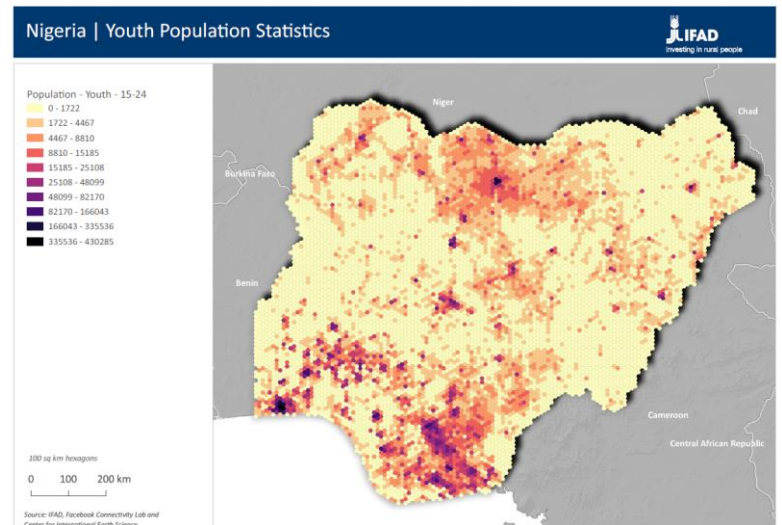 Nigeria | Youth Population Statistics
IFAD
Investing in rural people
Population - Youth - 15-24
0 - 1722
1722 - 4467
4467 - 8810
8810 - 15185
15185 - 25108
25108 - 48099
48099 - 82170
82170 - 166043
166043 - 335536
335536 - 430285
Niger
Chad
Burkina Faso
Benin
Cameroon
Central African Republic
100 sq km hexagons
0 100 200 km
Source: IFAD, Facebook Connectivity Lab and
Center for International Earth Science